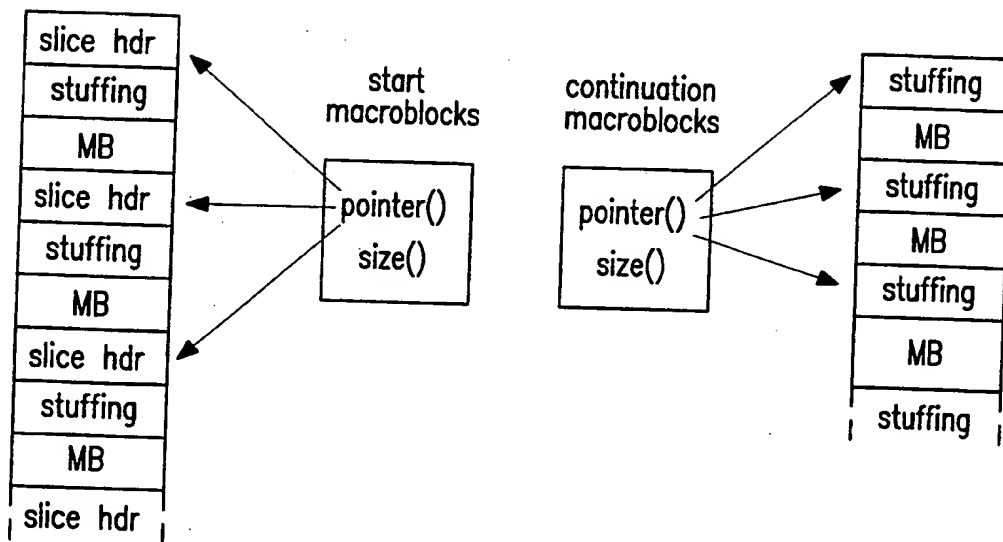 slice hdr
stuffing
MB
slice hdr
stuffing
MB
slice hdr
stuffing
MB
slice hdr
start
macroblocks
pointer()
size()
continuation
macroblocks
pointer()
size()
stuffing
MB
stuffing
MB
stuffing
MB
stuffing